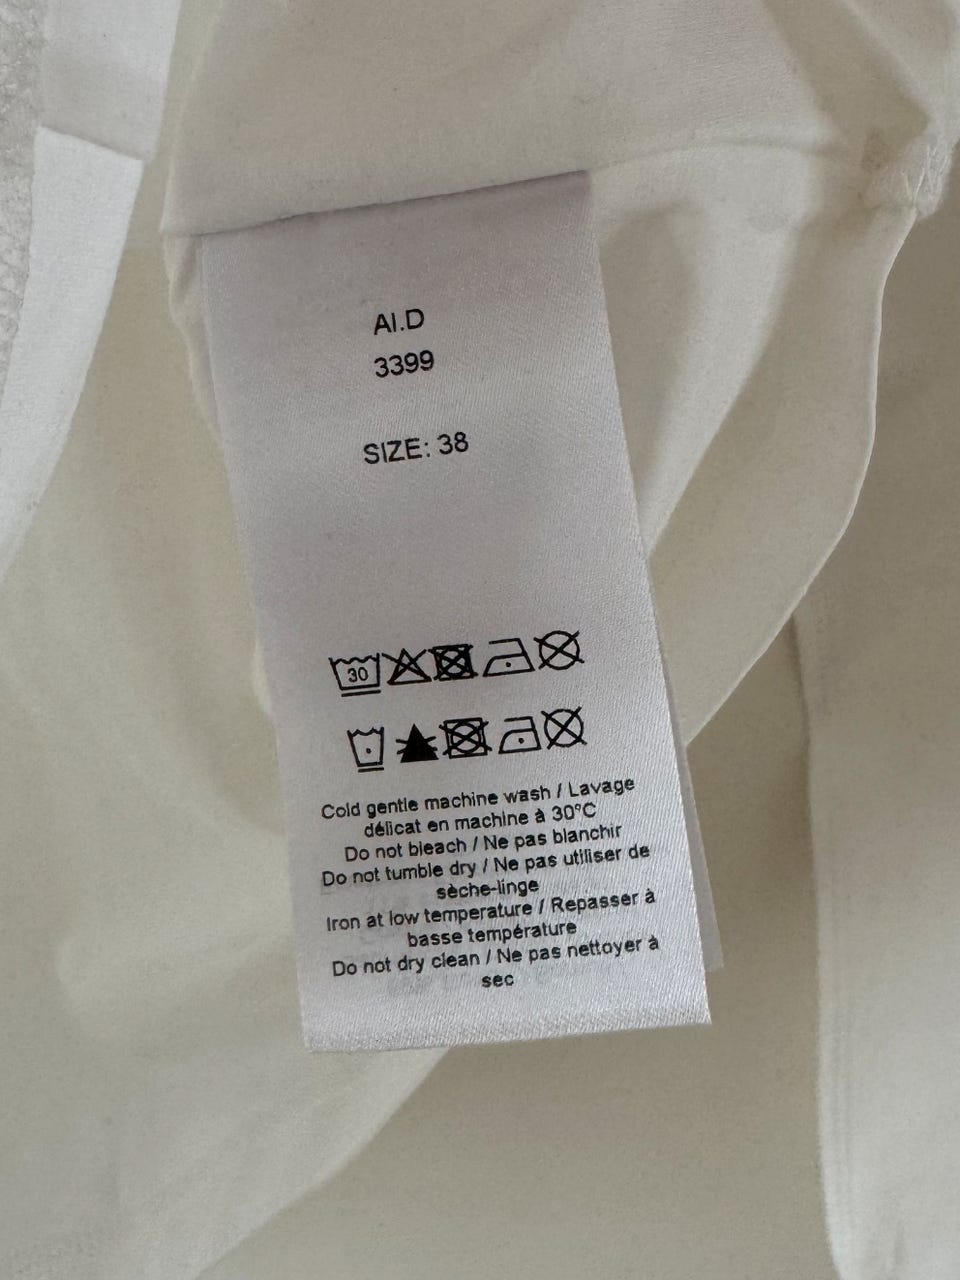 AI.D
3399
SIZE: 38
30
Cold gentle machine wash / Lavage
délicat en machine à 30°C
Do not bleach / Ne pas blanchir
Do not tumble dry / Ne pas utiliser de
sèche-linge
Iron at low temperature / Repasser à
basse température
Do not dry clean / Ne pas nettoyer à
sec